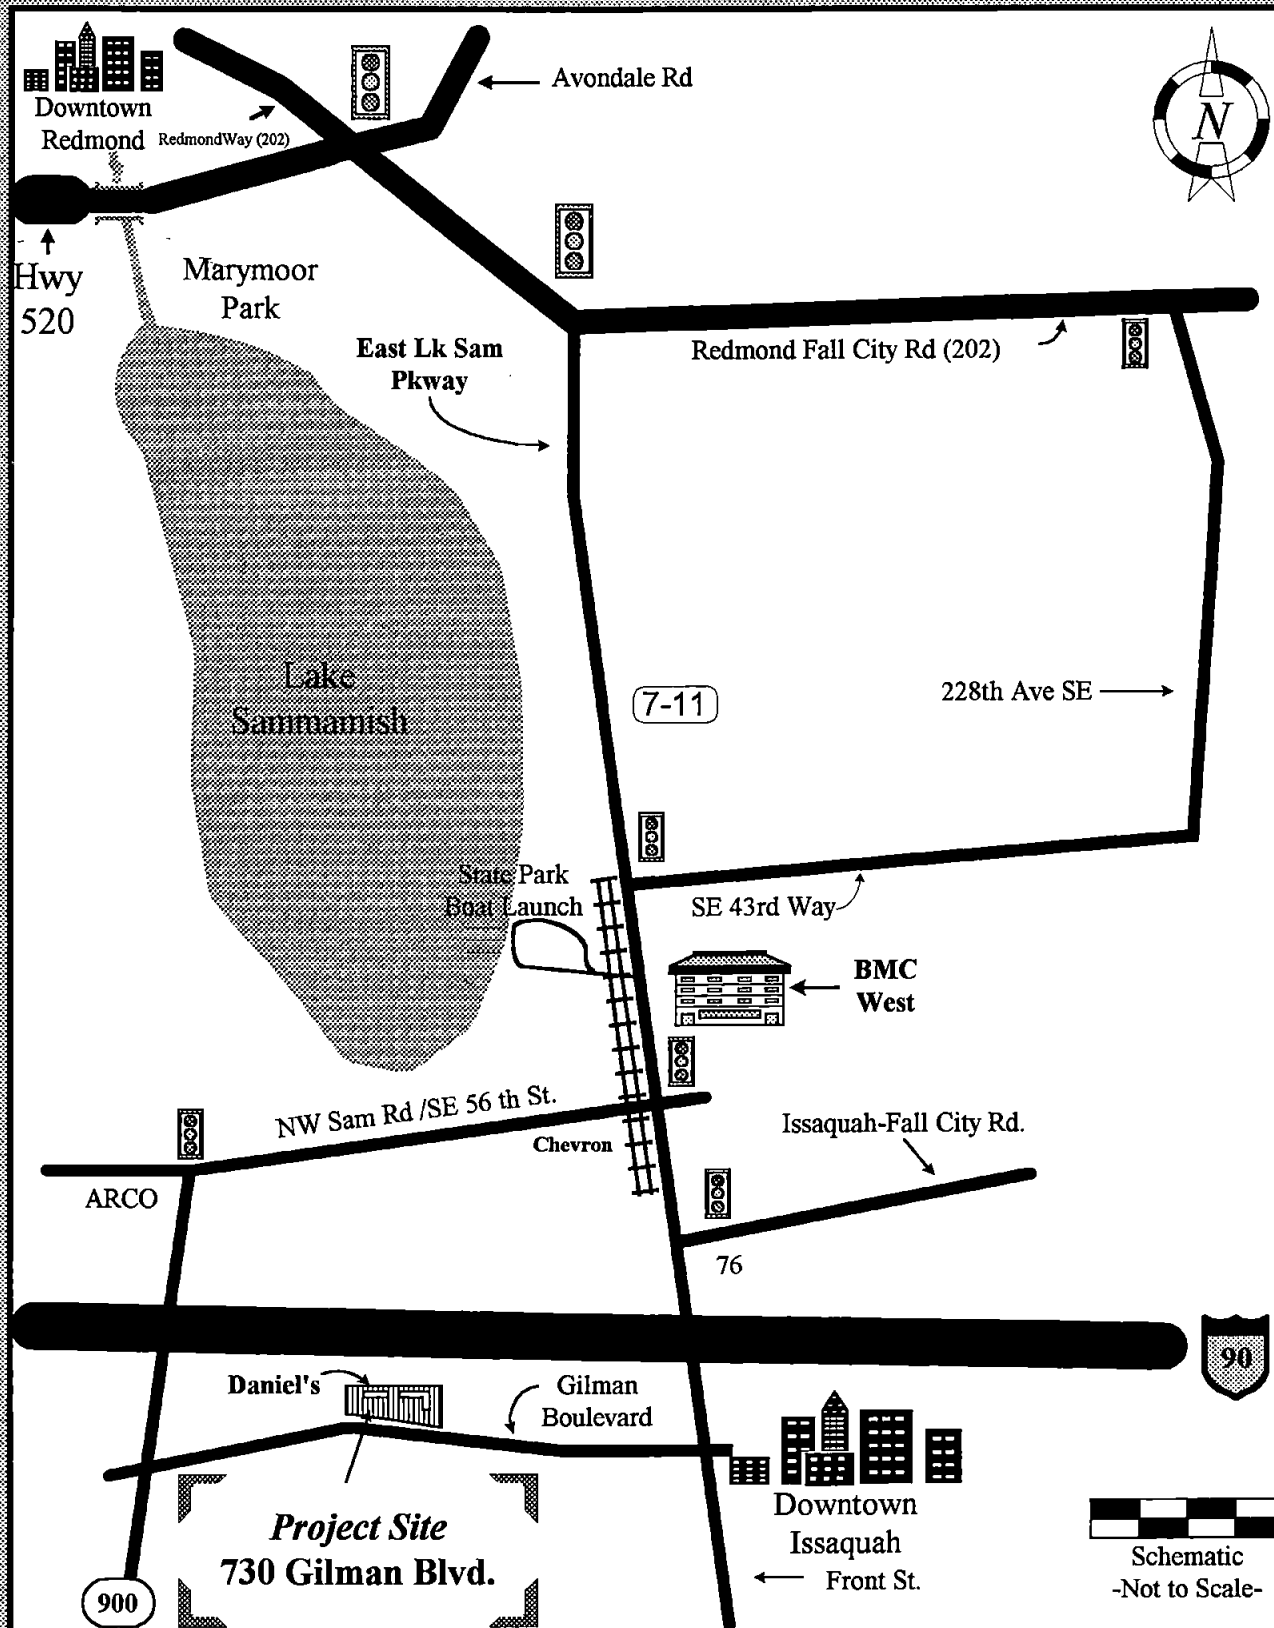 Avondale Rd
Downtown
Redmond
RedmondWay (202)
N
Hwy
520
Marymoor
Park
East Lk Sam
Pkway
Redmond Fall City Rd (202)
Lake
Sammamish
7-11
228th Ave SE
State Park
Boat Launch
SE 43rd Way
BMC
West
NW Sam Rd /SE 56 th St.
Chevron
Issaquah-Fall City Rd.
ARCO
76
90
Daniel's
Gilman
Boulevard
Project Site
730 Gilman Blvd.
Downtown
Issaquah
Front St.
900
Schematic
-Not to Scale-